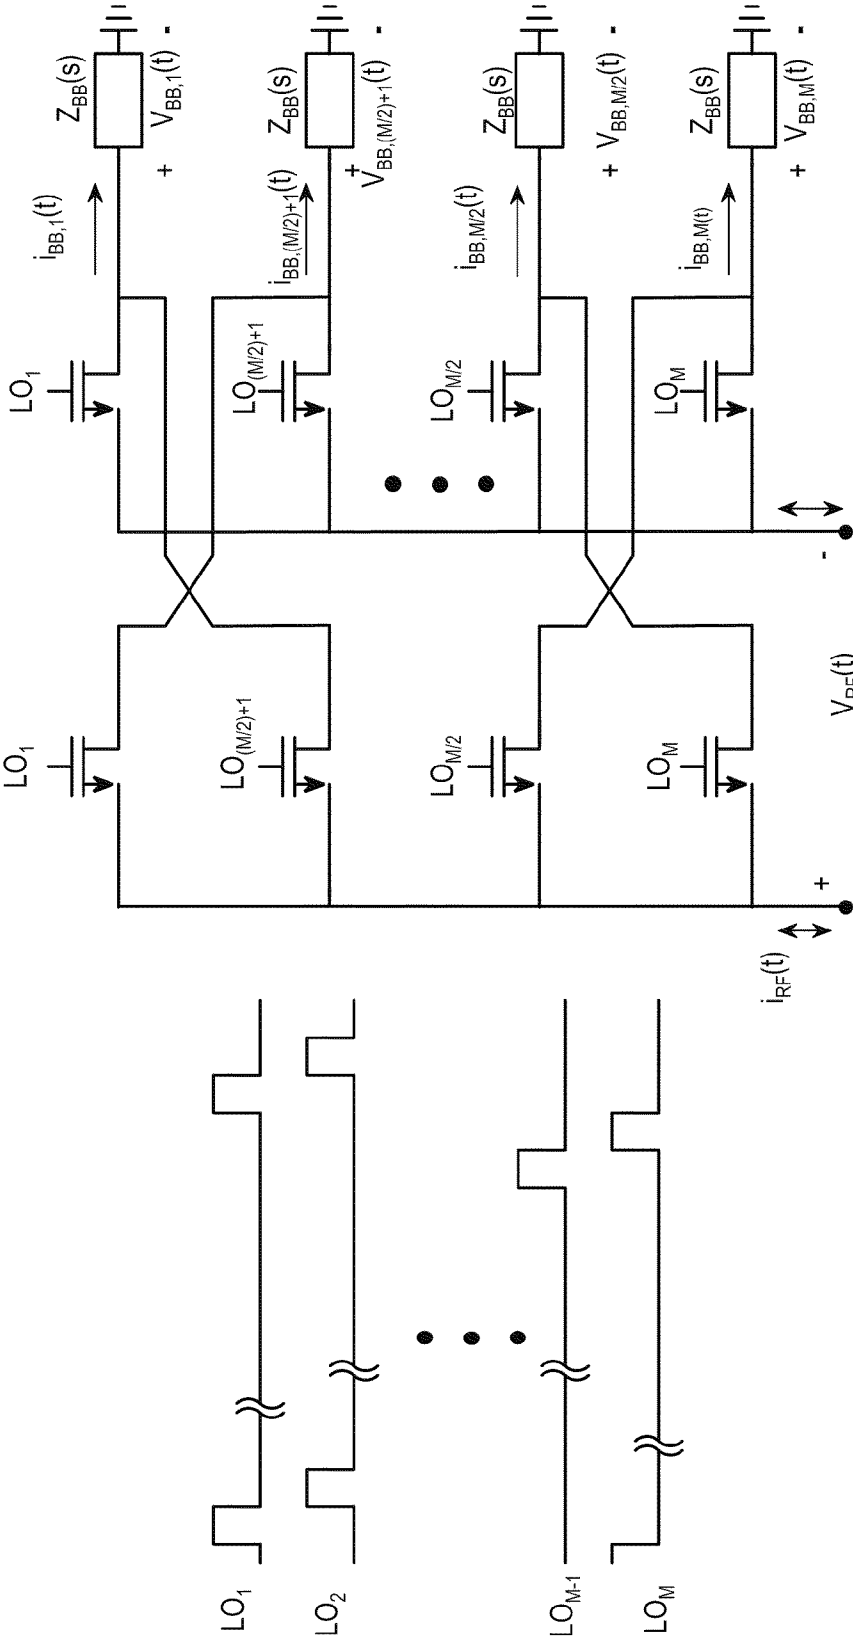 LO1
LO2
LOM-1
LOM
iRF(t)
+
VRF(t)
-
LO1
LO(M/2)+1
LOM/2
LOM
LO1
LO(M/2)+1
LOM/2
LOM
iBB,1(t)
iBB,(M/2)+1(t)
iBB,M/2(t)
iBB,M(t)
ZBB(s)
+ VBB,1(t) -
ZBB(s)
+ VBB,(M/2)+1(t) -
ZBB(s)
+ VBB,M/2(t) -
ZBB(s)
+ VBB,M(t) -